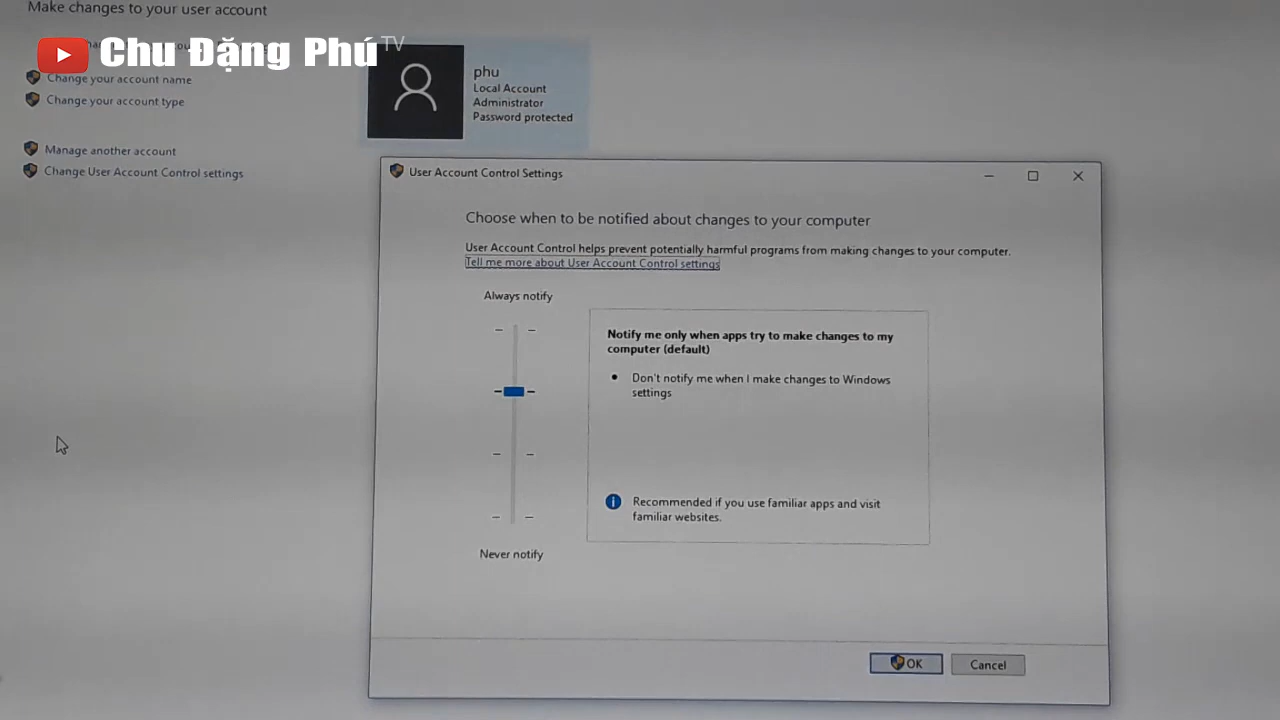 Make changes to your user account
Chu Đặng Phú TV
Change your account name
Change your account type
Manage another account
Change User Account Control settings
phu
Local Account
Administrator
Password protected
User Account Control Settings
Choose when to be notified about changes to your computer
User Account Control helps prevent potentially harmful programs from making changes to your computer.
Tell me more about User Account Control settings
Always notify
Notify me only when apps try to make changes to my
computer (default)
Don't notify me when I make changes to Windows
settings
Recommended if you use familiar apps and visit
familiar websites.
Never notify
OK
Cancel